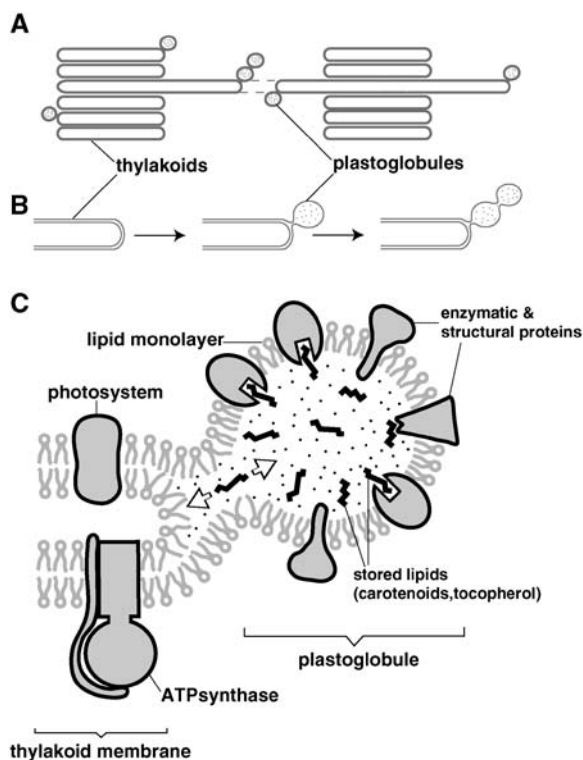 A
thylakoids
plastoglobules
B
C
lipid monolayer
enzymatic &
structural proteins
photosystem
stored lipids
(carotenoids,tocopherol)
plastoglobule
ATPsynthase
thylakoid membrane